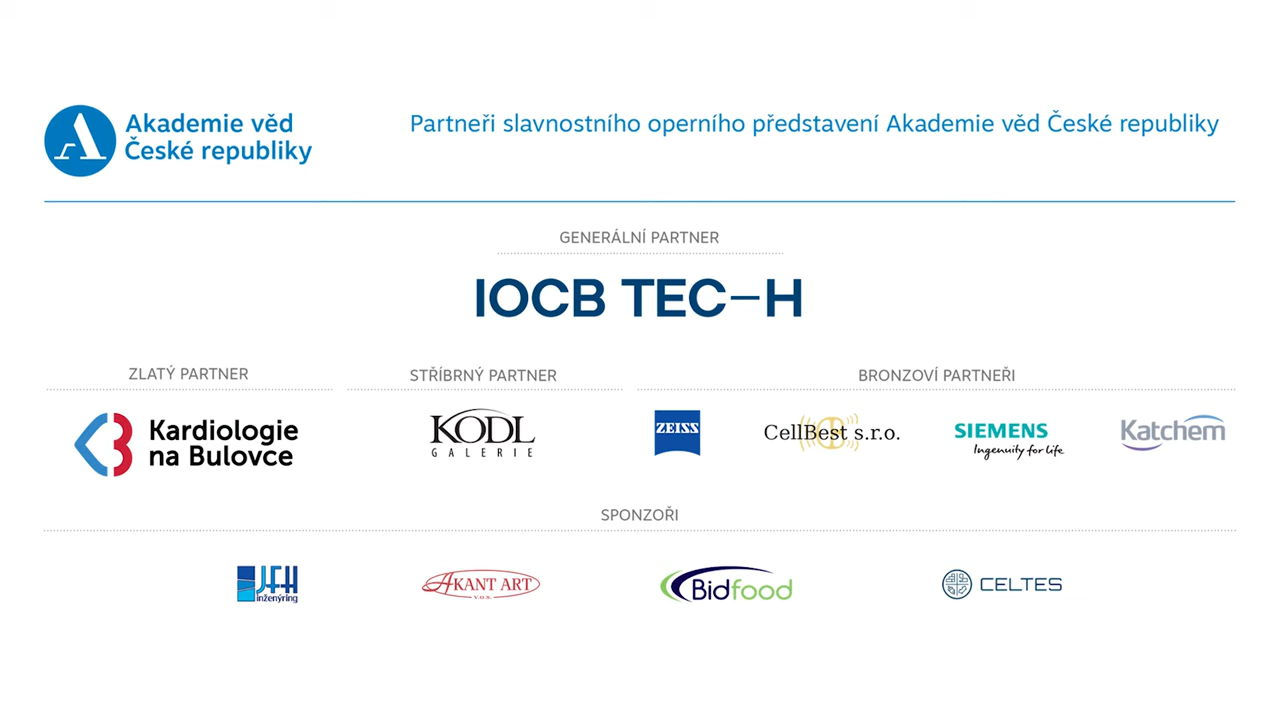 Akademie věd
České republiky
Partneři slavnostního operního představení Akademie věd České republiky
GENERÁLNÍ PARTNER
IOCB TEC–H
ZLATÝ PARTNER
STŘÍBRNÝ PARTNER
BRONZOVÍ PARTNEŘI
Kardiologie
na Bulovce
KODL
GALERIE
ZEISS
CellBest s.r.o.
SIEMENS
Ingenuity for life
Katchem
SPONZOŘI
JFH
inženýring
AKANT ART
v.o.s.
Bidfood
CELTES